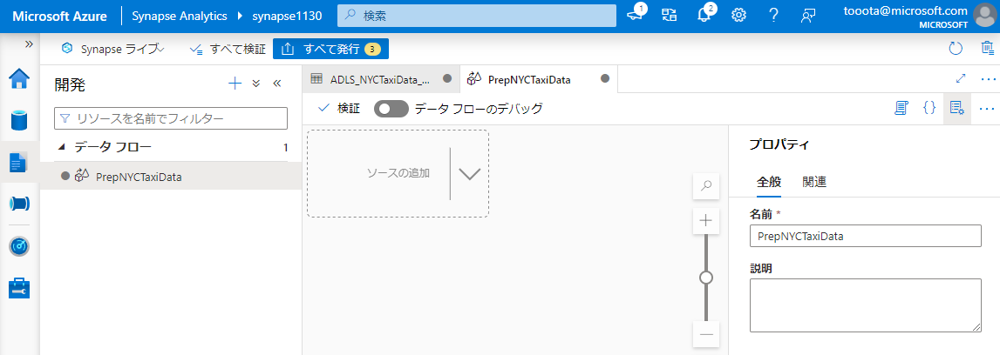 Microsoft Azure | Synapse Analytics ▸ synapse1130
検索
1
2
tooota@microsoft.com
MICROSOFT
»
Synapse ライブ
すべて検証
すべて発行 3
開発
リソースを名前でフィルター
データ フロー 1
PrepNYCTaxiData
ADLS_NYCTaxiData_...
PrepNYCTaxiData
検証
データ フローのデバッグ
{}
ソースの追加
プロパティ
全般
関連
名前 *
PrepNYCTaxiData
説明